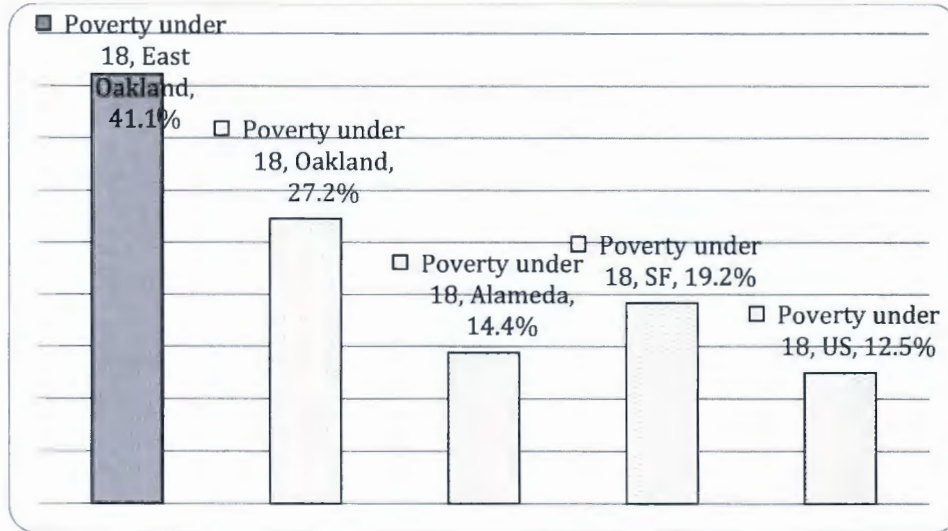 Poverty under
18, East
Oakland,
41.1%
Poverty under
18, Oakland,
27.2%
Poverty under
18, Alameda,
14.4%
Poverty under
18, SF, 19.2%
Poverty under
18, US, 12.5%